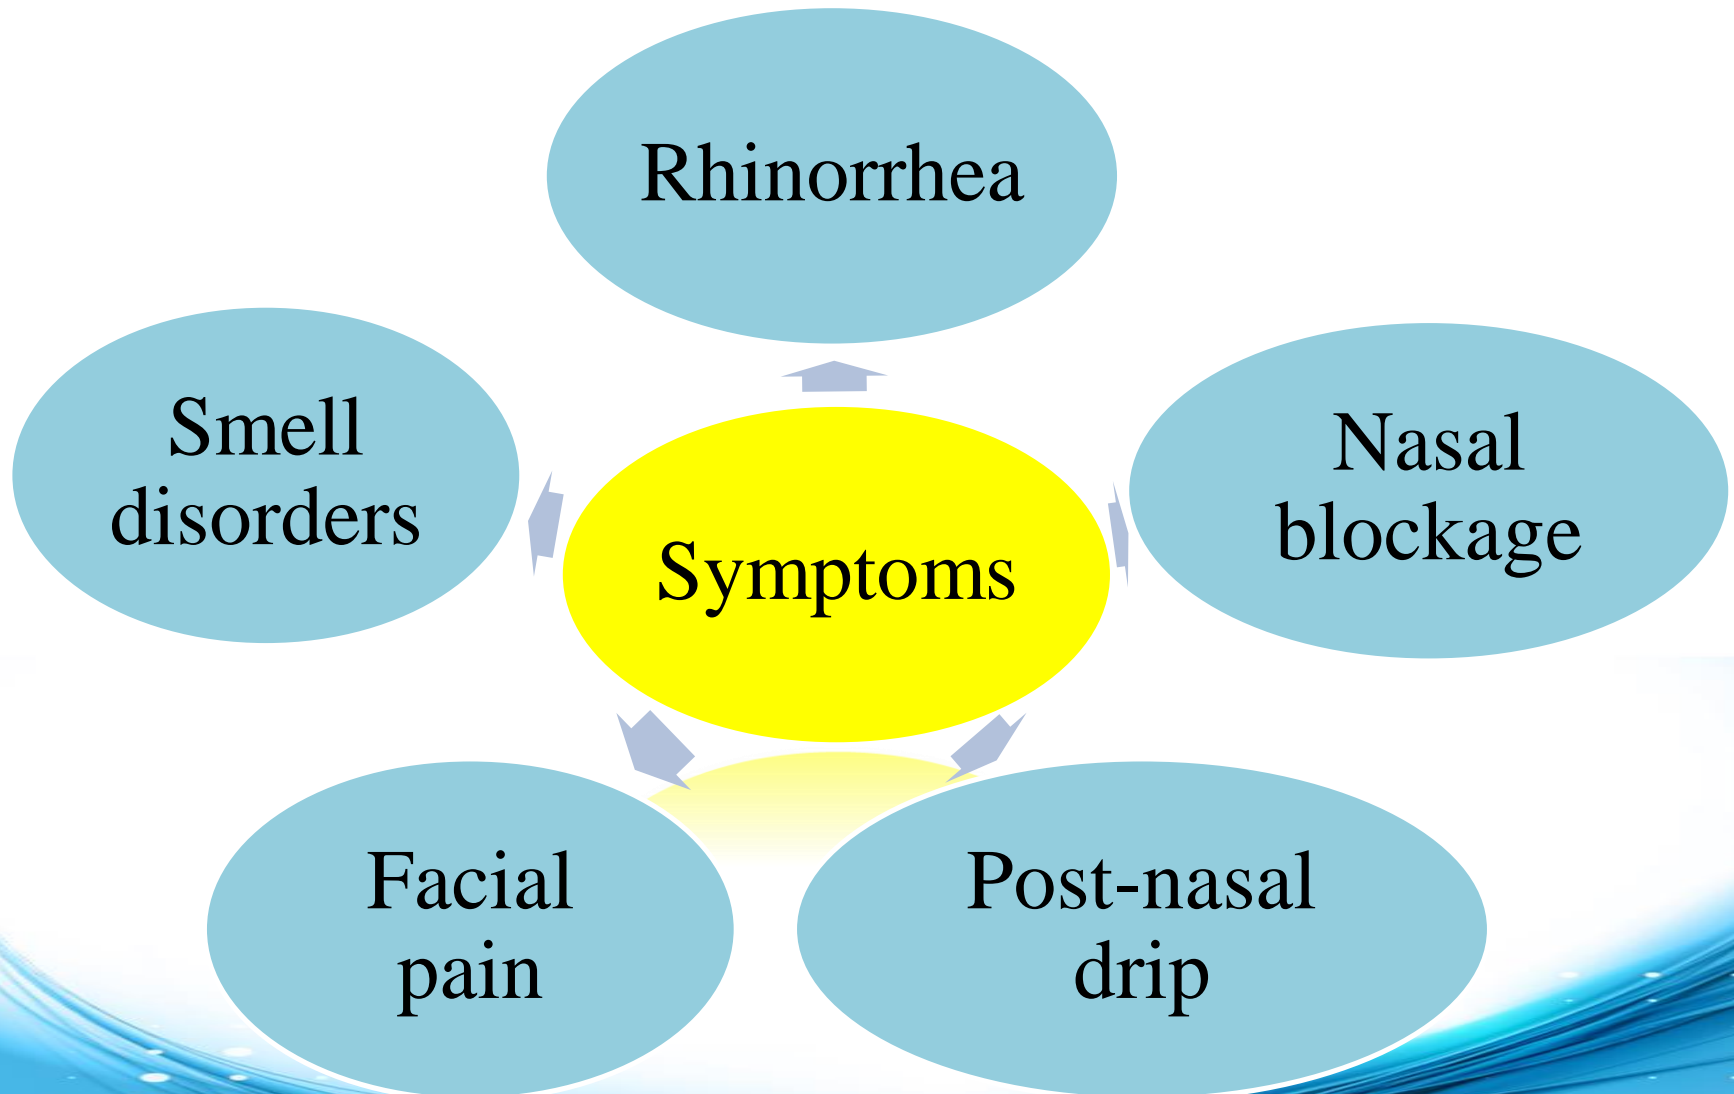 Rhinorrhea
Smell
disorders
Nasal
blockage
Symptoms
Facial
pain
Post-nasal
drip